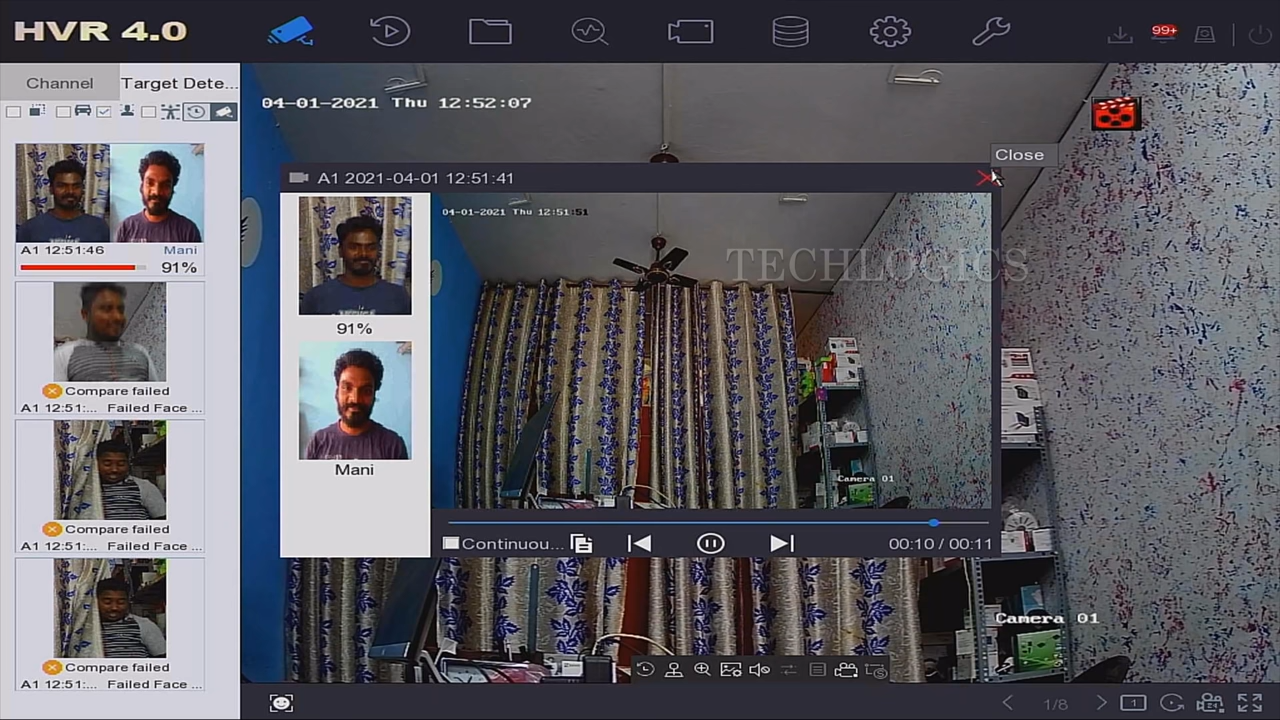 HVR 4.0
99+
Channel
Target Dete...
04-01-2021 Thu 12:52:07
Close
A1 2021-04-01 12:51:41
04-01-2021 Thu 12:51:51
TECHLOGICS
A1 12:51:46 Mani
91%
91%
Mani
Compare failed
A1 12:51:... Failed Face ...
Compare failed
A1 12:51:... Failed Face ...
Compare failed
A1 12:51:... Failed Face ...
Camera 01
Continuou...
00:10 / 00:11
Camera 01
1/8
1